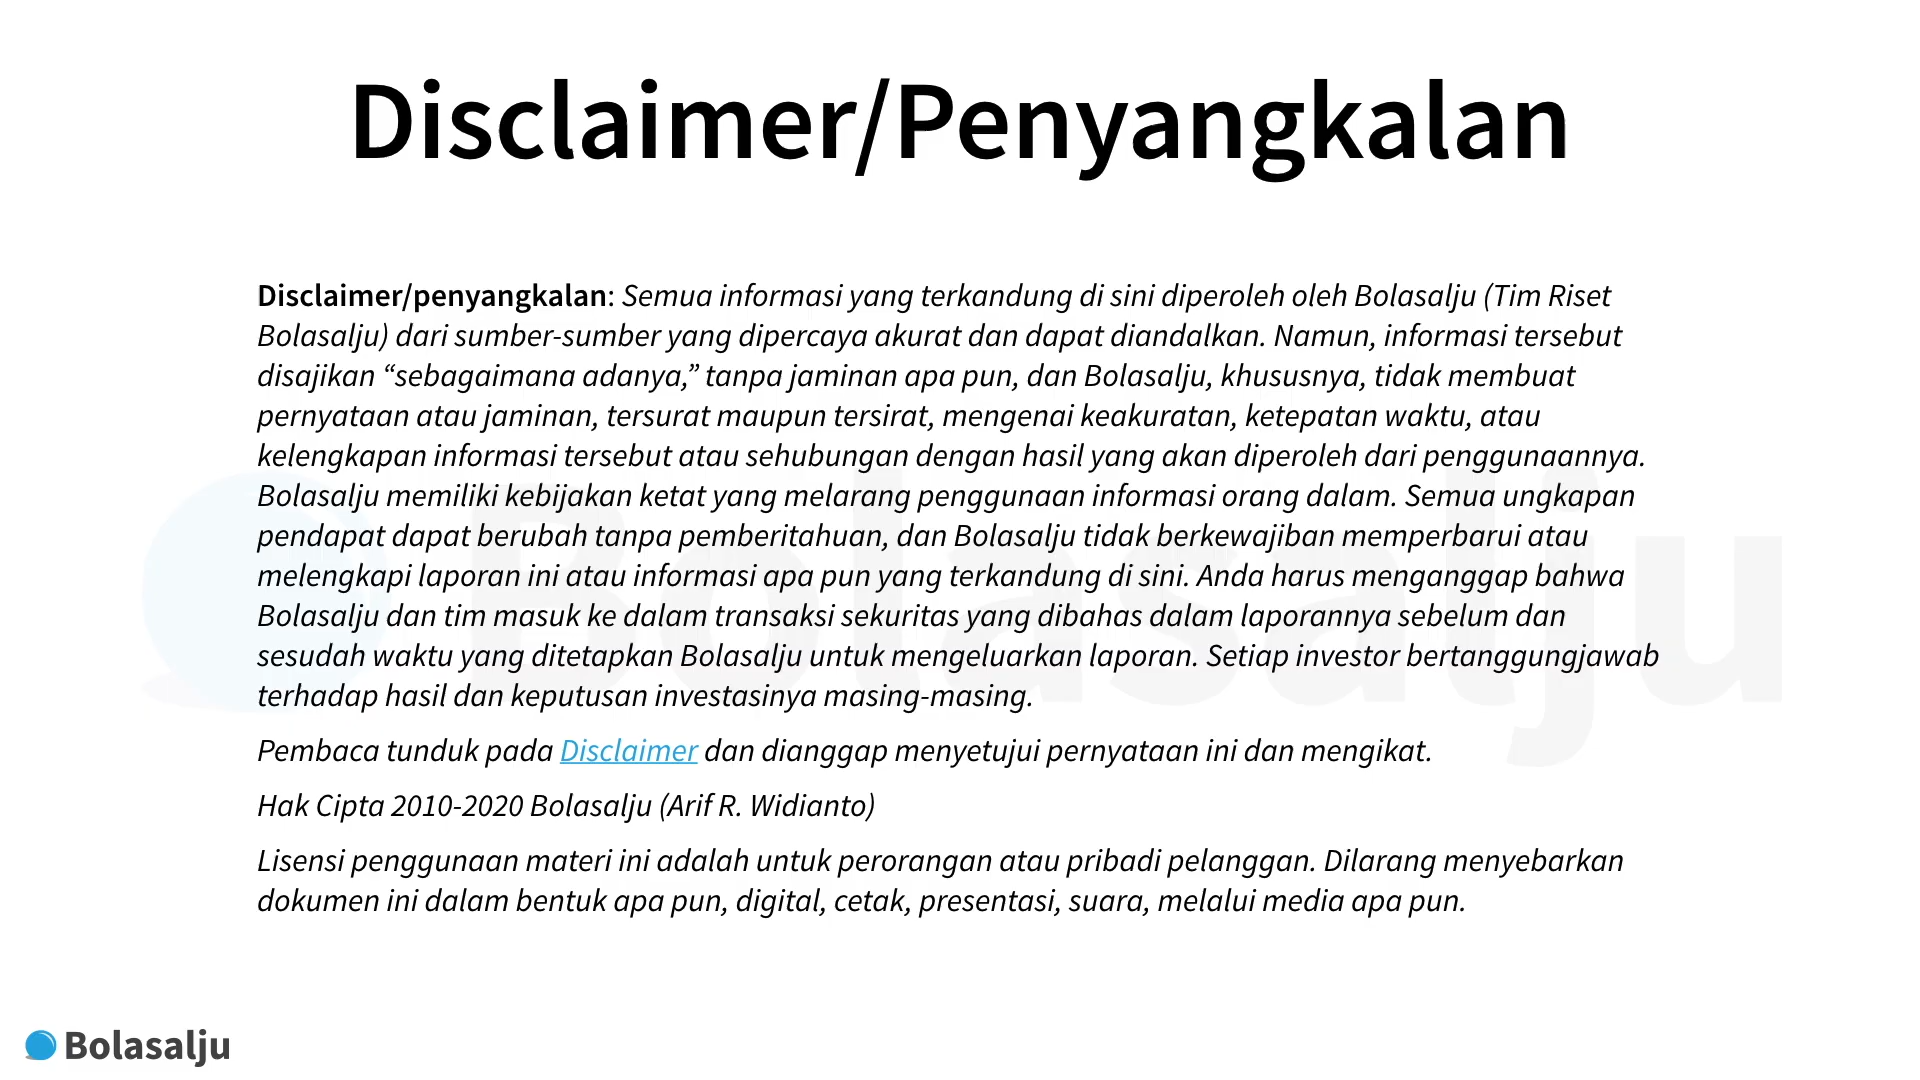 Disclaimer/Penyangkalan
Disclaimer/penyangkalan: Semua informasi yang terkandung di sini diperoleh oleh Bolasalju (Tim Riset
Bolasalju) dari sumber-sumber yang dipercaya akurat dan dapat diandalkan. Namun, informasi tersebut
disajikan “sebagaimana adanya,” tanpa jaminan apa pun, dan Bolasalju, khususnya, tidak membuat
pernyataan atau jaminan, tersurat maupun tersirat, mengenai keakuratan, ketepatan waktu, atau
kelengkapan informasi tersebut atau sehubungan dengan hasil yang akan diperoleh dari penggunaannya.
Bolasalju memiliki kebijakan ketat yang melarang penggunaan informasi orang dalam. Semua ungkapan
pendapat dapat berubah tanpa pemberitahuan, dan Bolasalju tidak berkewajiban memperbarui atau
melengkapi laporan ini atau informasi apa pun yang terkandung di sini. Anda harus menganggap bahwa
Bolasalju dan tim masuk ke dalam transaksi sekuritas yang dibahas dalam laporannya sebelum dan
sesudah waktu yang ditetapkan Bolasalju untuk mengeluarkan laporan. Setiap investor bertanggungjawab
terhadap hasil dan keputusan investasinya masing-masing.
Pembaca tunduk pada Disclaimer dan dianggap menyetujui pernyataan ini dan mengikat.
Hak Cipta 2010-2020 Bolasalju (Arif R. Widianto)
Lisensi penggunaan materi ini adalah untuk perorangan atau pribadi pelanggan. Dilarang menyebarkan
dokumen ini dalam bentuk apa pun, digital, cetak, presentasi, suara, melalui media apa pun.
Bolasalju
Bolasalju